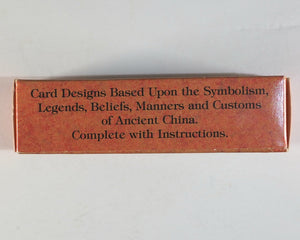 Card Designs Based Upon the Symbolism,
Legends, Beliefs, Manners and Customs
of Ancient China.
Complete with Instructions.